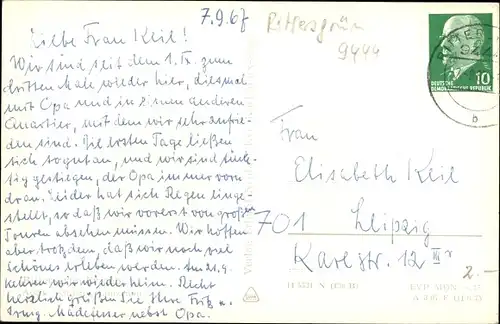 7.9.67
Rittersgrün
9444
Liebe Frau Keil!
Wir sind seit dem 1.IX. zum
dritten Male wieder hier, diesmal
mit Opa und in einem anderen
Quartier, mit dem wir sehr zufrie-
den sind. Die ersten Tage ließen
sich so gut an, und wir sind tüch-
tig gestiegen, der Opa immer vorn
dran. Leider hat sich Regen einge-
stellt, so daß wir vorerst von großen
Touren absehen müssen. Wir hoffen
aber trotzdem, daß wir noch viel
Schönes erleben werden. Am 21.9.
kehren wir wieder heim. Recht
herzlich grüßen Sie Ihre Fritz u.
Irmg. Mädefesser nebst Opa.
DEUTSCHE
DEMOKRATISCHE REPUBLIK
10
b
Frau
Elisabeth Keil
701 Leipzig
Karlstr. 12 III r
2.-